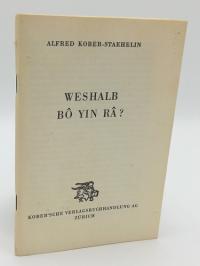 ALFRED KOBER-STAEHELIN
WESHALB
BÔ YIN RÂ?
KOBER'SCHE VERLAGSBUCHHANDLUNG AG
ZÜRICH